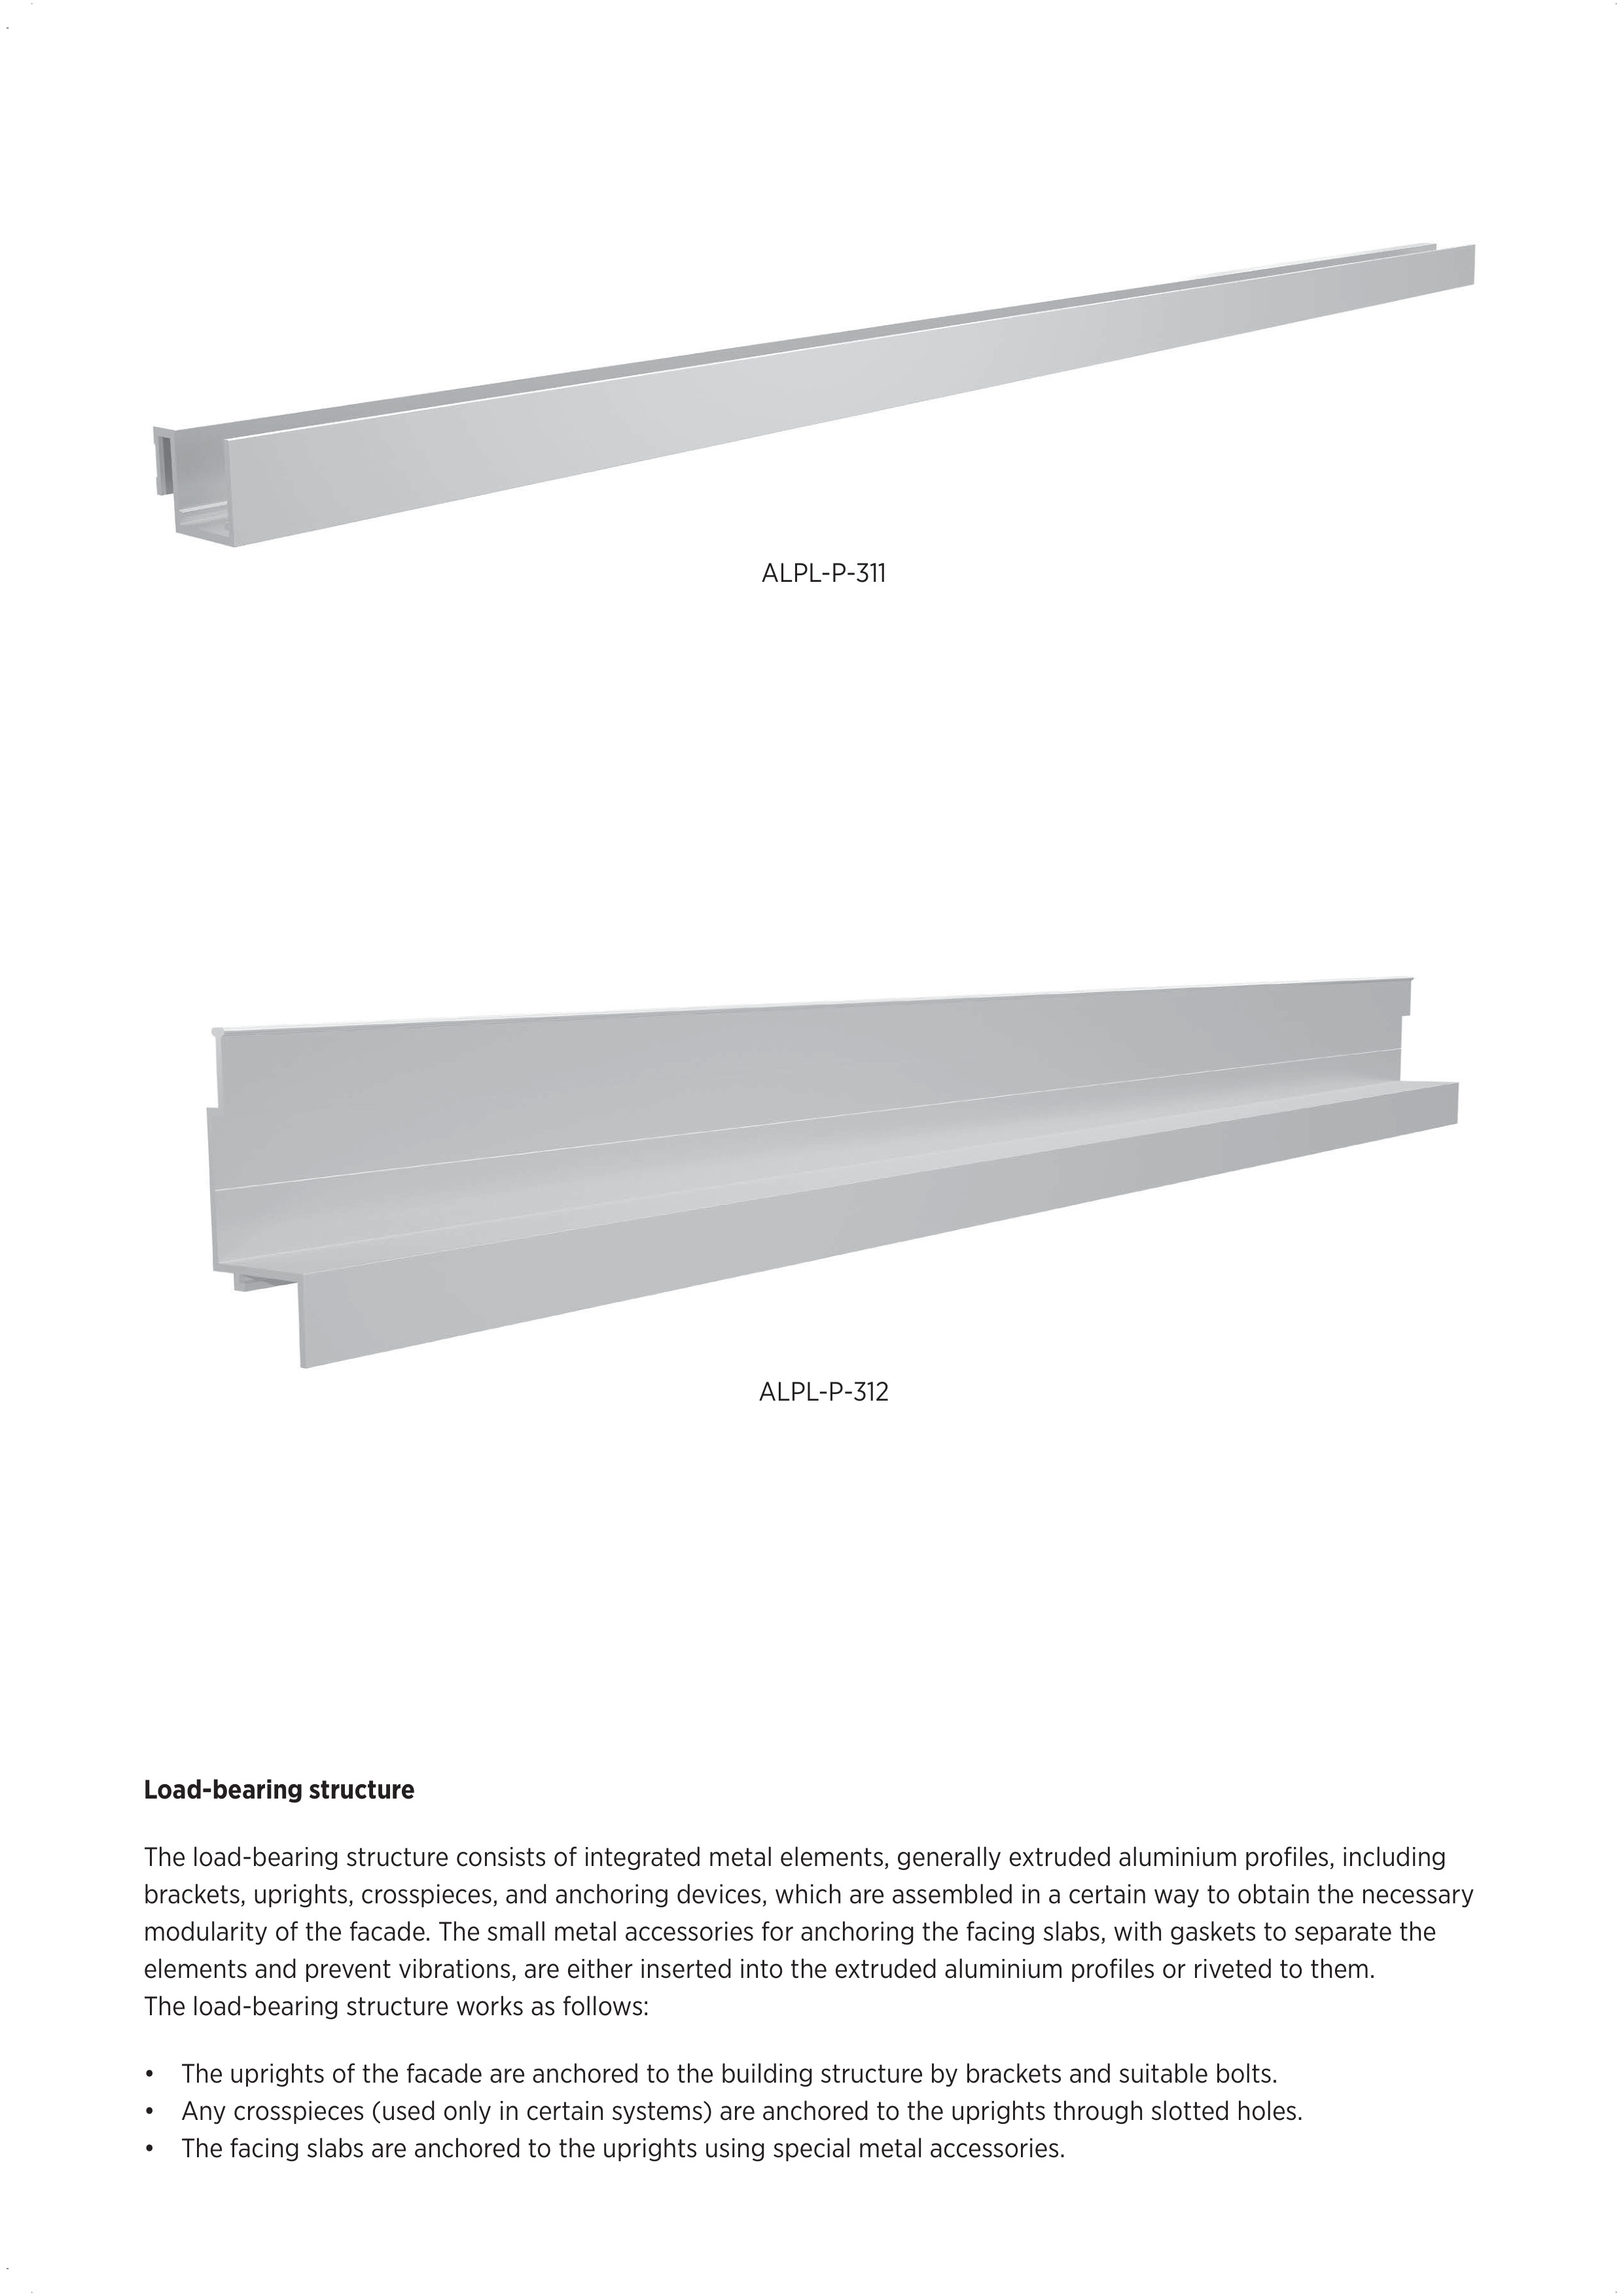 ALPL-P-311
ALPL-P-312
Load-bearing structure
The load-bearing structure consists of integrated metal elements, generally extruded aluminium profiles, including
brackets, uprights, crosspieces, and anchoring devices, which are assembled in a certain way to obtain the necessary
modularity of the facade. The small metal accessories for anchoring the facing slabs, with gaskets to separate the
elements and prevent vibrations, are either inserted into the extruded aluminium profiles or riveted to them.
The load-bearing structure works as follows:
• The uprights of the facade are anchored to the building structure by brackets and suitable bolts.
• Any crosspieces (used only in certain systems) are anchored to the uprights through slotted holes.
• The facing slabs are anchored to the uprights using special metal accessories.